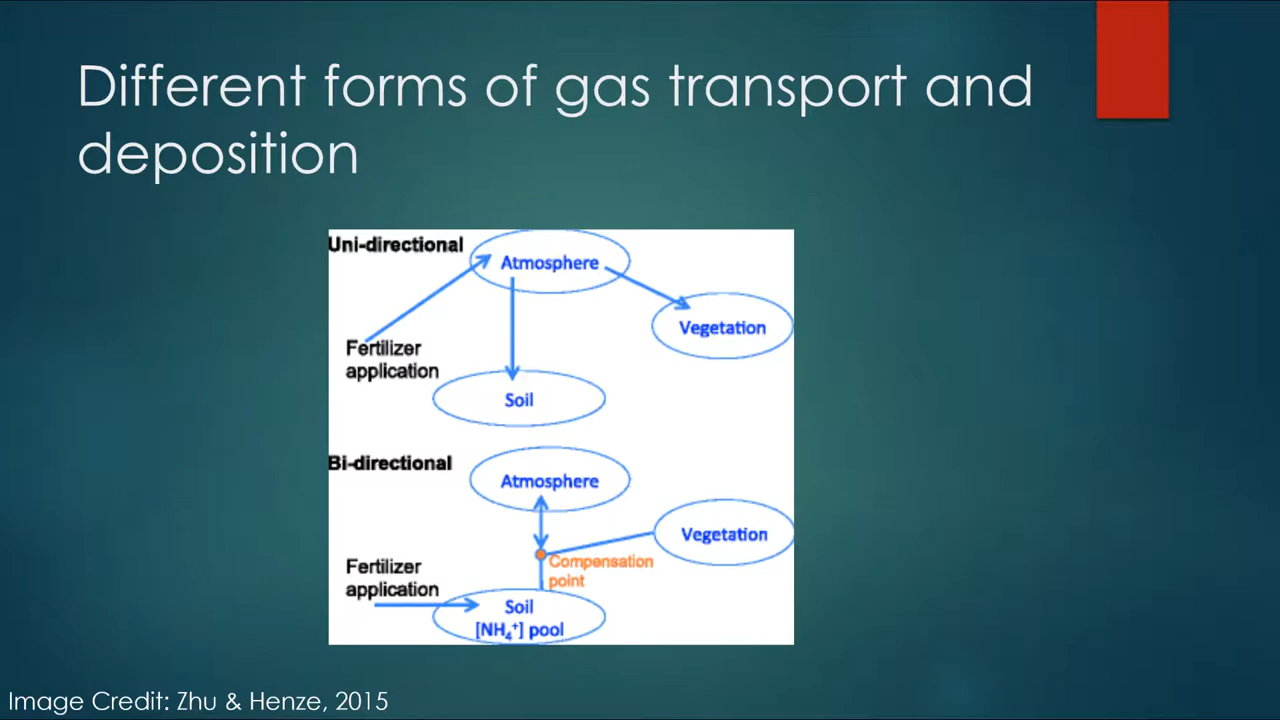 Different forms of gas transport and
deposition
Uni-directional
Atmosphere
Vegetation
Fertilizer
application
Soil
Bi-directional
Atmosphere
Vegetation
Compensation
point
Fertilizer
application
Soil
[NH₄⁺] pool
Image Credit: Zhu & Henze, 2015